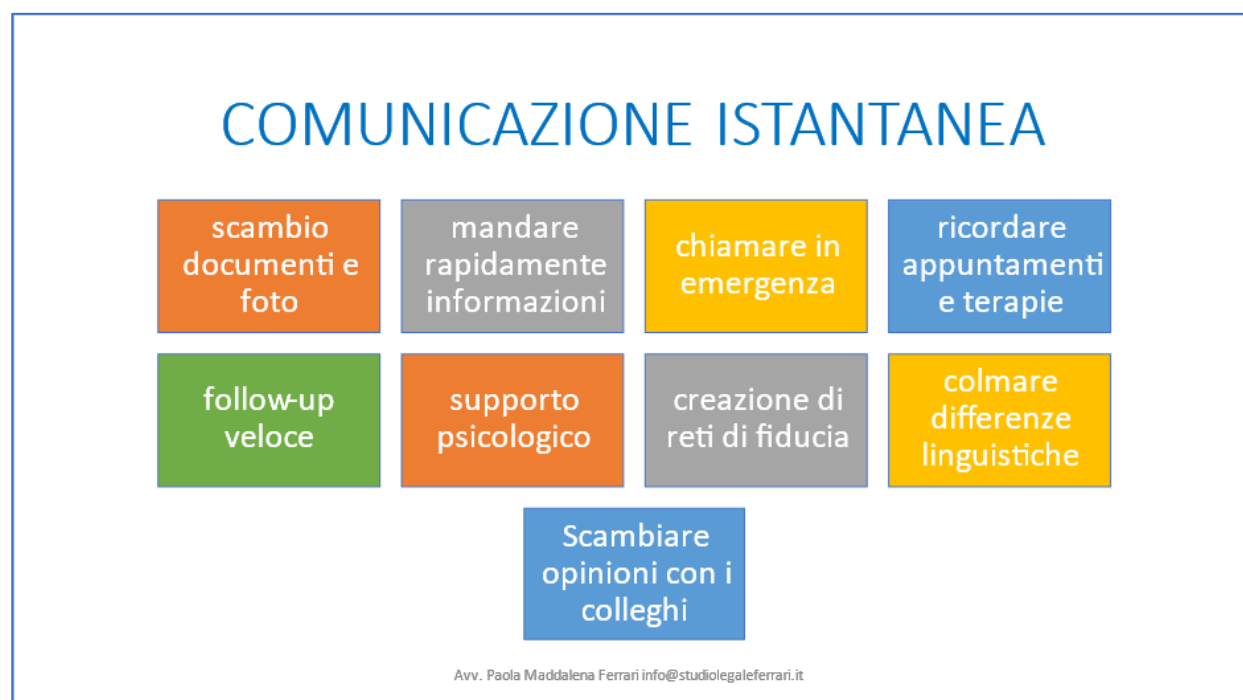 COMUNICAZIONE ISTANTANEA
scambio
documenti e
foto
mandare
rapidamente
informazioni
chiamare in
emergenza
ricordare
appuntamenti
e terapie
follow-up
veloce
supporto
psicologico
creazione di
reti di fiducia
colmare
differenze
linguistiche
Scambiare
opinioni con i
colleghi
Avv. Paola Maddalena Ferrari info@studiolegaleferrari.it